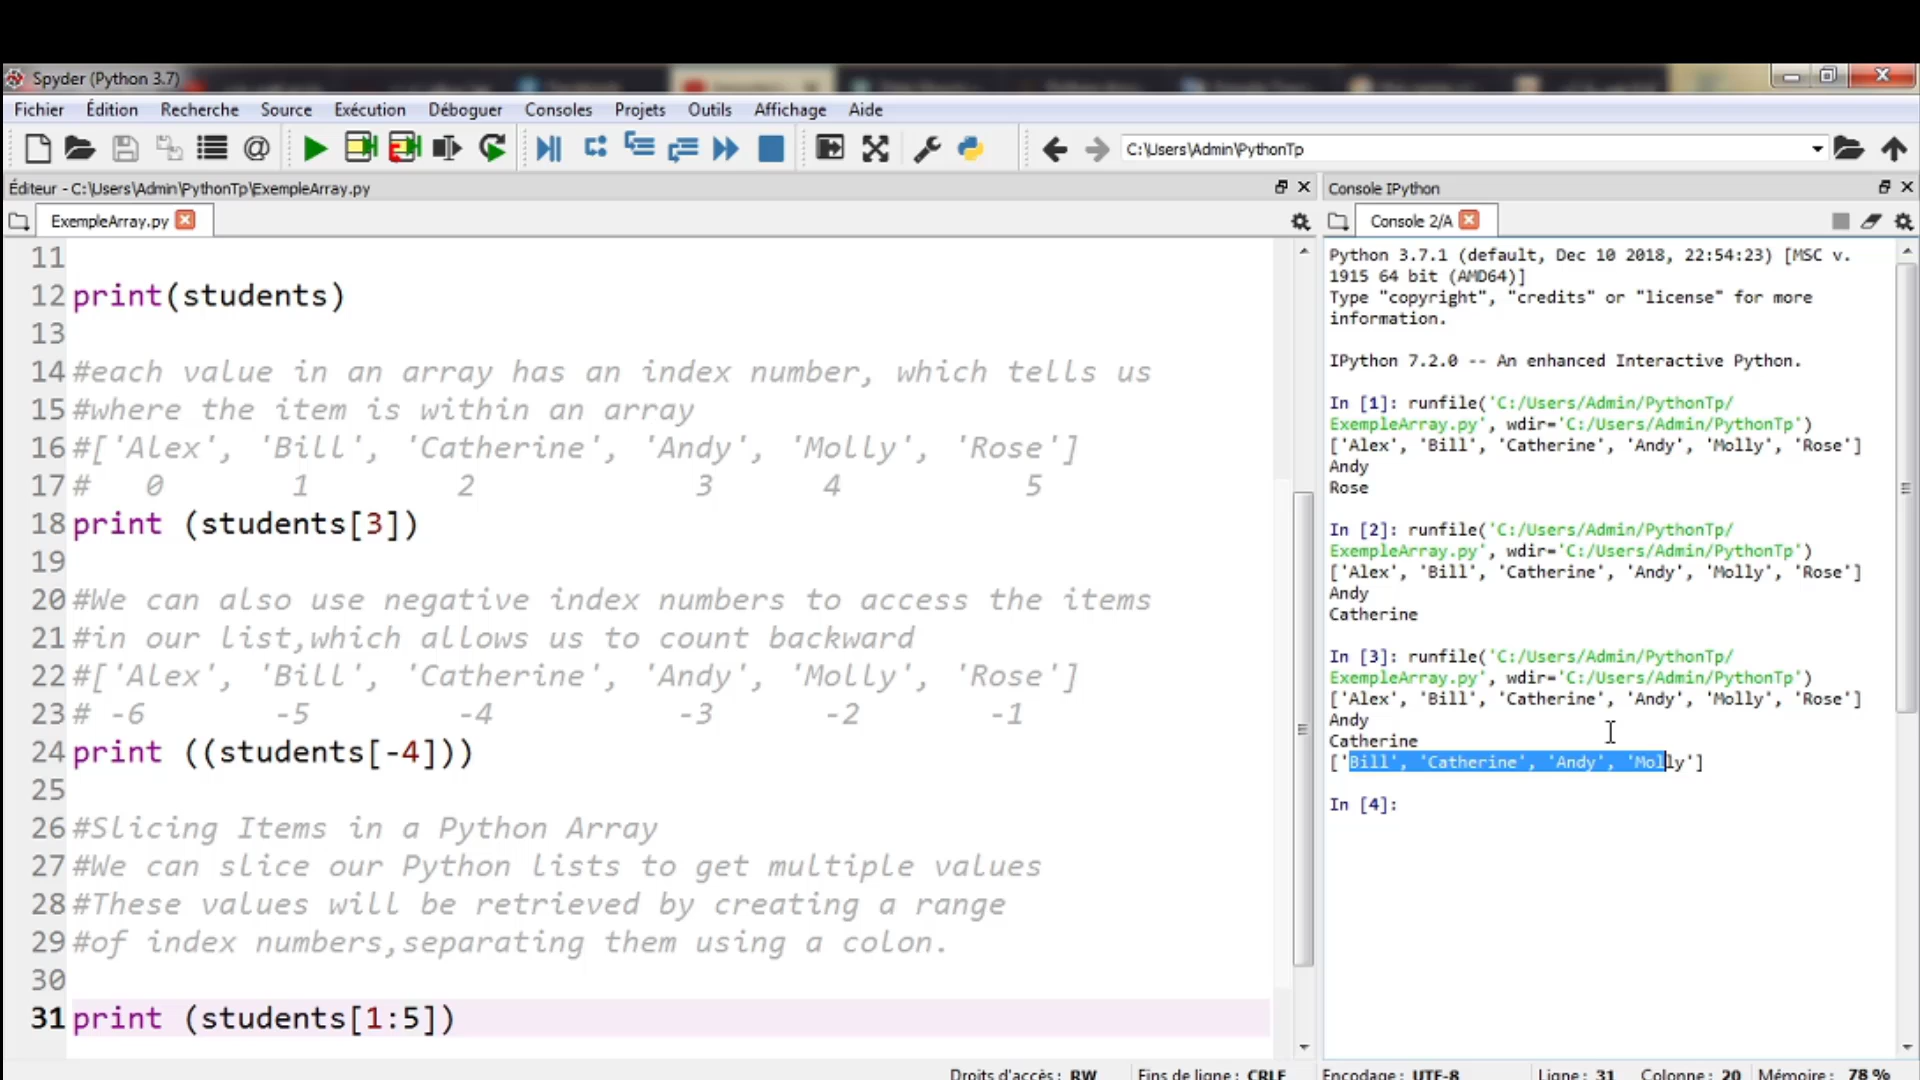 Spyder (Python 3.7)
Fichier Édition Recherche Source Exécution Déboguer Consoles Projets Outils Affichage Aide
C:\Users\Admin\PythonTp
Éditeur - C:\Users\Admin\PythonTp\ExempleArray.py
ExempleArray.py
11
12 print(students)
13
14 #each value in an array has an index number, which tells us
15 #where the item is within an array
16 #['Alex', 'Bill', 'Catherine', 'Andy', 'Molly', 'Rose']
17 # 0 1 2 3 4 5
18 print (students[3])
19
20 #We can also use negative index numbers to access the items
21 #in our list,which allows us to count backward
22 #['Alex', 'Bill', 'Catherine', 'Andy', 'Molly', 'Rose']
23 # -6 -5 -4 -3 -2 -1
24 print ((students[-4]))
25
26 #Slicing Items in a Python Array
27 #We can slice our Python lists to get multiple values
28 #These values will be retrieved by creating a range
29 #of index numbers,separating them using a colon.
30
31 print (students[1:5])
Console IPython
Console 2/A
Python 3.7.1 (default, Dec 10 2018, 22:54:23) [MSC v.
1915 64 bit (AMD64)]
Type "copyright", "credits" or "license" for more
information.
IPython 7.2.0 -- An enhanced Interactive Python.
In [1]: runfile('C:/Users/Admin/PythonTp/
ExempleArray.py', wdir='C:/Users/Admin/PythonTp')
['Alex', 'Bill', 'Catherine', 'Andy', 'Molly', 'Rose']
Andy
Rose
In [2]: runfile('C:/Users/Admin/PythonTp/
ExempleArray.py', wdir='C:/Users/Admin/PythonTp')
['Alex', 'Bill', 'Catherine', 'Andy', 'Molly', 'Rose']
Andy
Catherine
In [3]: runfile('C:/Users/Admin/PythonTp/
ExempleArray.py', wdir='C:/Users/Admin/PythonTp')
['Alex', 'Bill', 'Catherine', 'Andy', 'Molly', 'Rose']
Andy
Catherine
['Bill', 'Catherine', 'Andy', 'Molly']
In [4]:
Droits d'accès : RW Fins de ligne : CRLF Encodage : UTF-8 Ligne : 31 Colonne : 20 Mémoire : 78 %